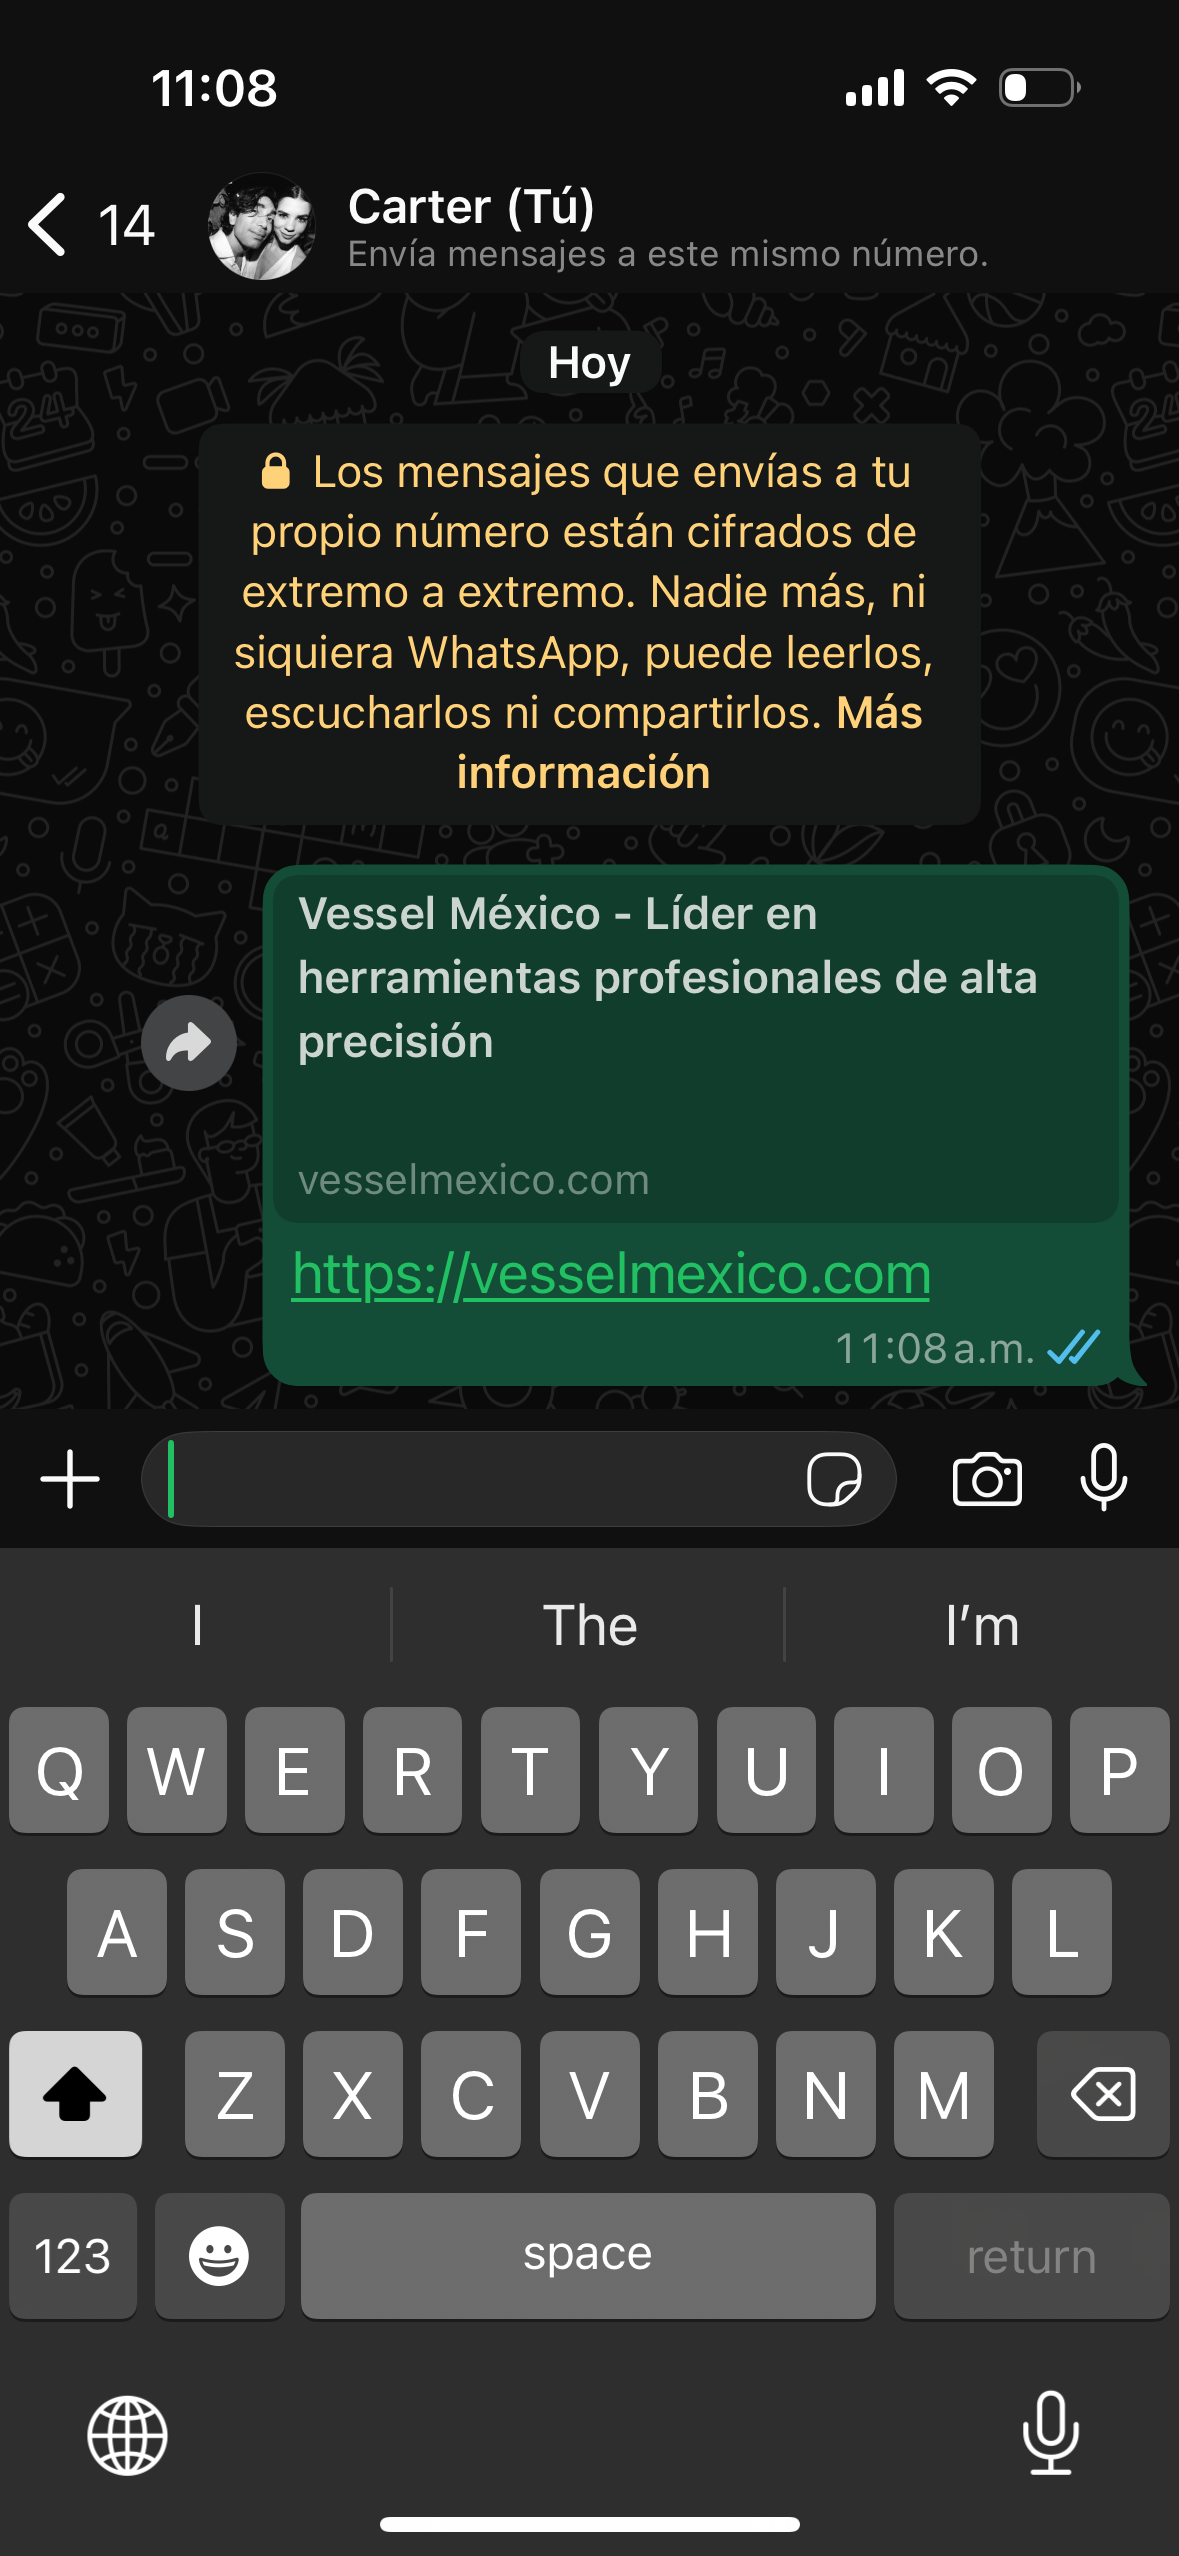 11:08
14
Carter (Tú)
Envía mensajes a este mismo número.
Hoy
Los mensajes que envías a tu
propio número están cifrados de
extremo a extremo. Nadie más, ni
siquiera WhatsApp, puede leerlos,
escucharlos ni compartirlos. Más
información
Vessel México - Líder en
herramientas profesionales de alta
precisión
vesselmexico.com
https://vesselmexico.com
11:08 a.m.
I The I’m
Q W E R T Y U I O P
A S D F G H J K L
Z X C V B N M
123 space return